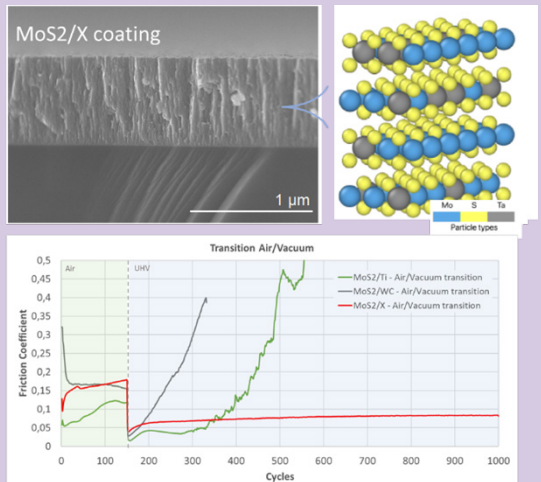 MoS2/X coating
1 µm
Mo S Ta
Particle types
Transition Air/Vacuum
Friction Coefficient
0,5
0,45
0,4
0,35
0,3
0,25
0,2
0,15
0,1
0,05
0
Air
UHV
MoS2/Ti - Air/Vacuum transition
MoS2/WC - Air/Vacuum transition
MoS2/X - Air/Vacuum transition
0 100 200 300 400 500 600 700 800 900 1000
Cycles